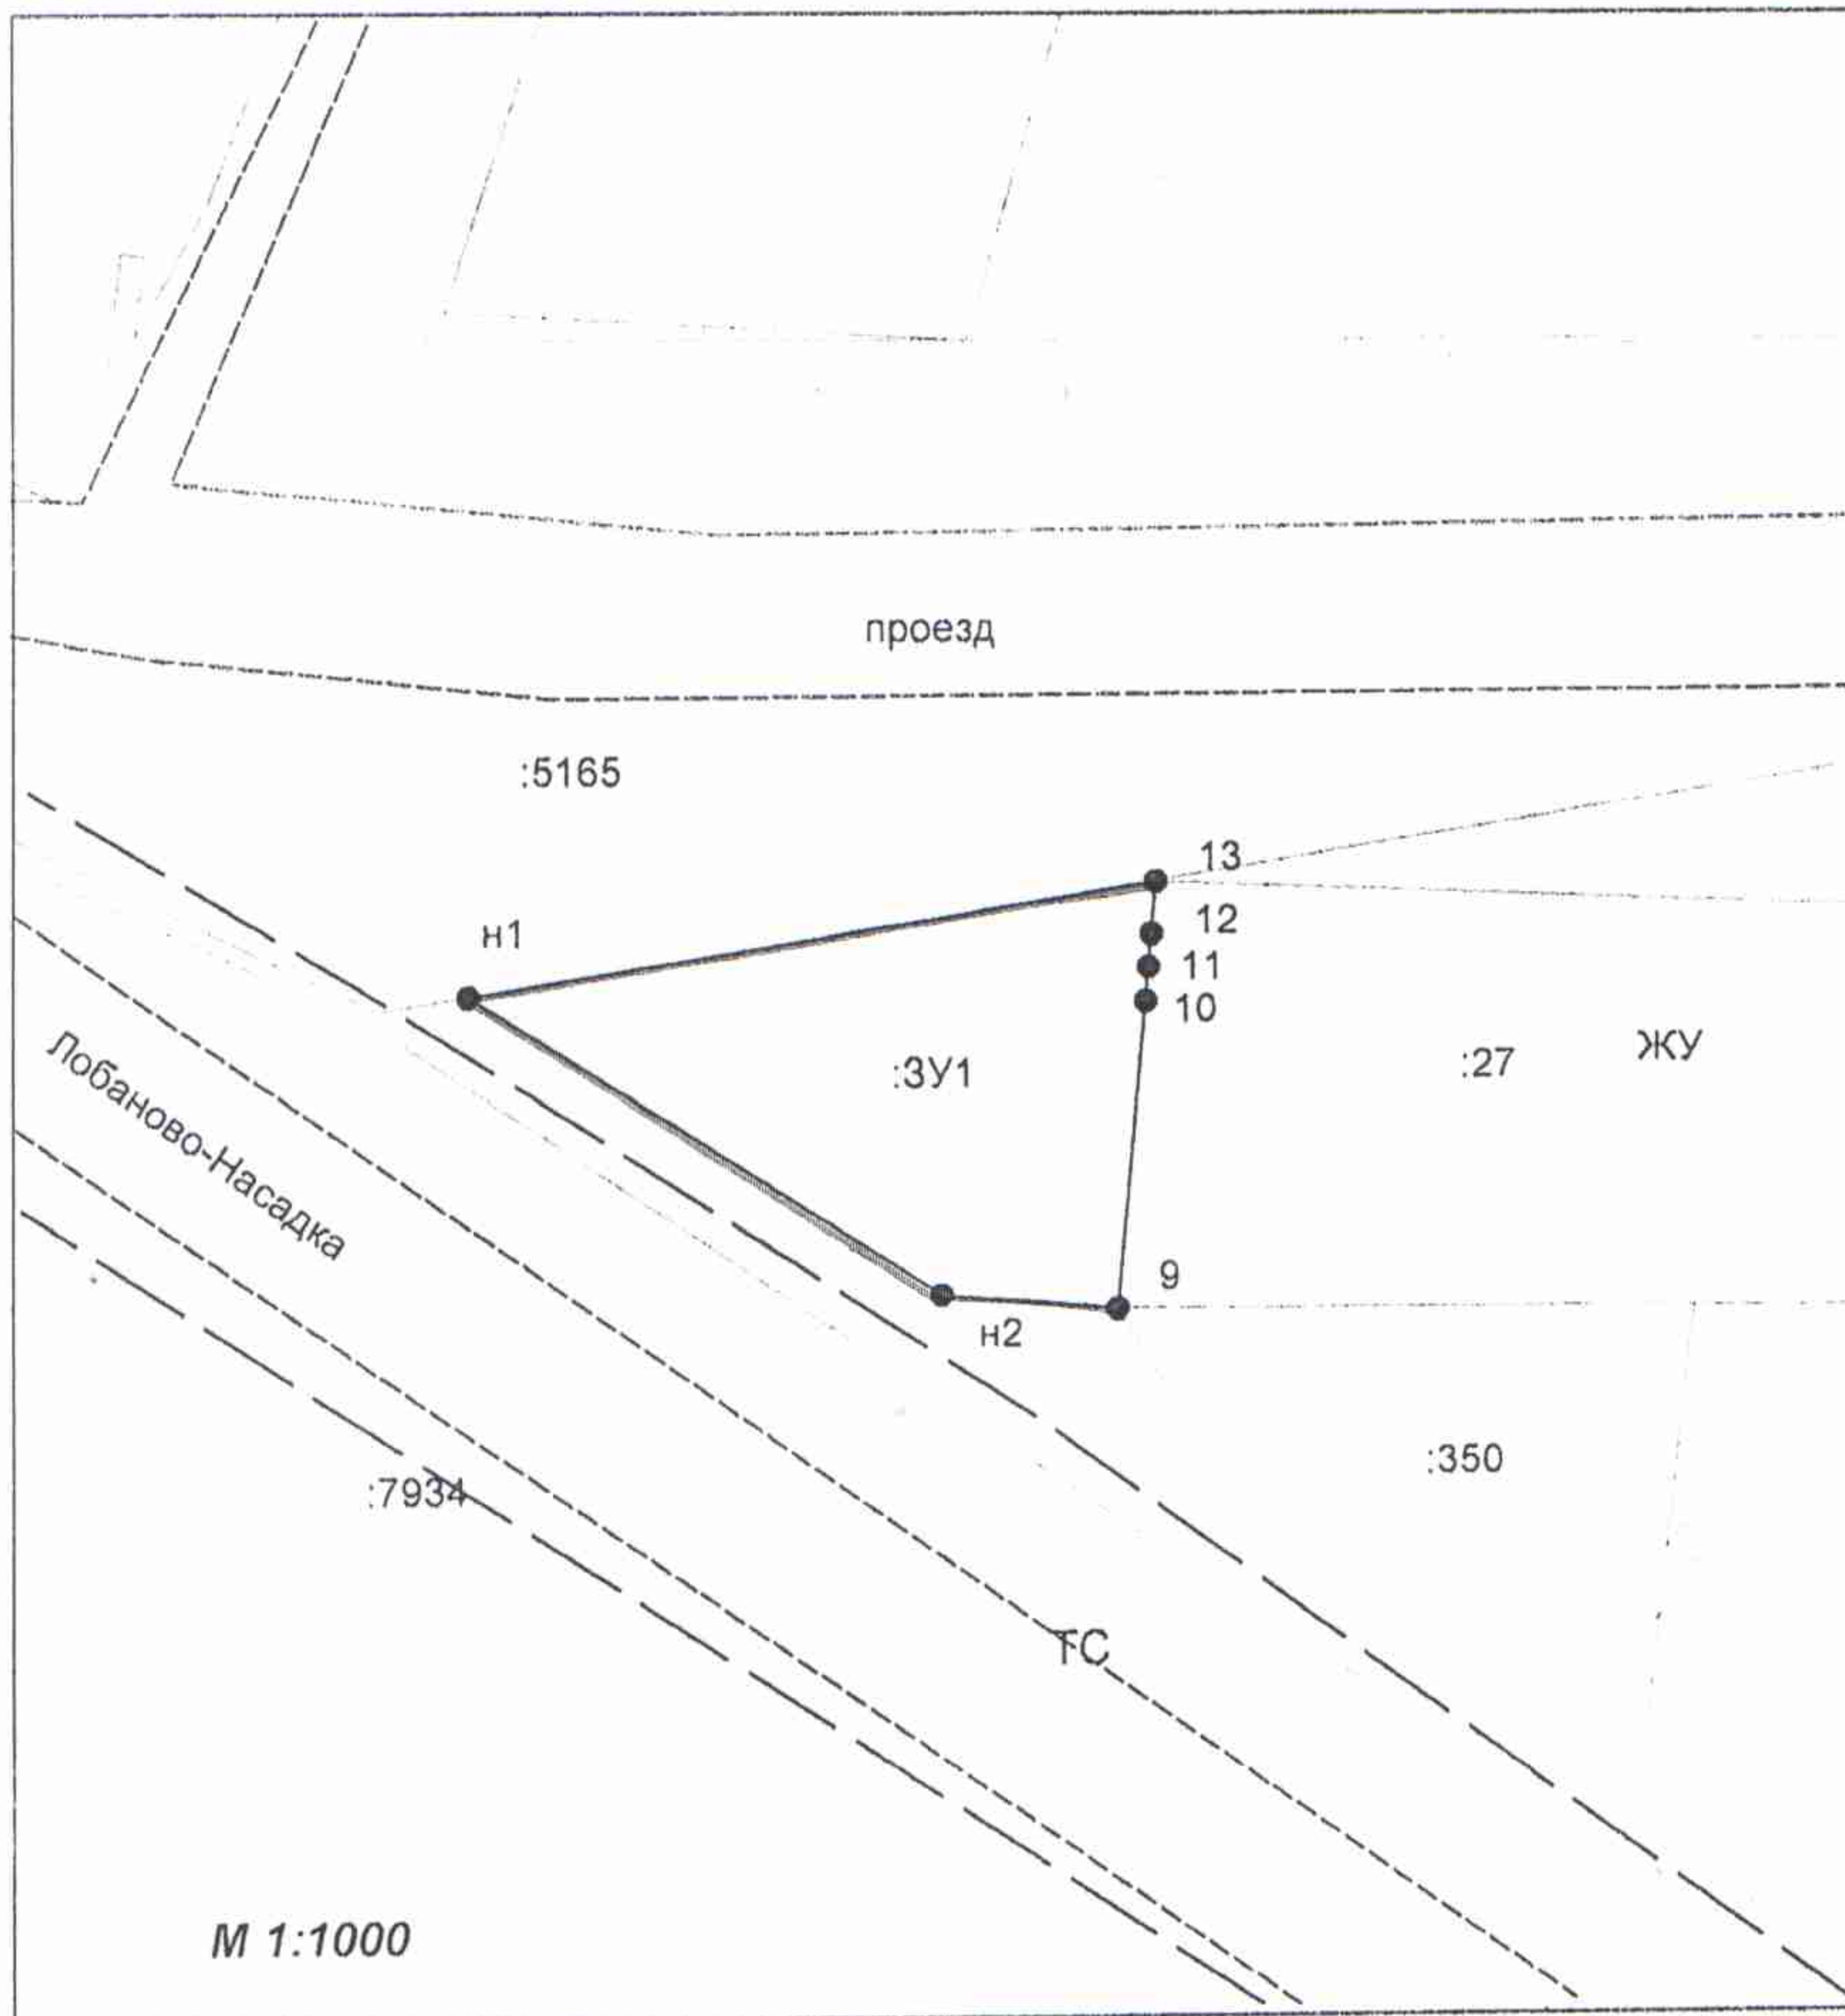 проезд
:5165
13
н1
12
11
10
:ЗУ1
:27
ЖУ
Лобаново-Насадка
9
н2
:350
:7934
ТС
М 1:1000